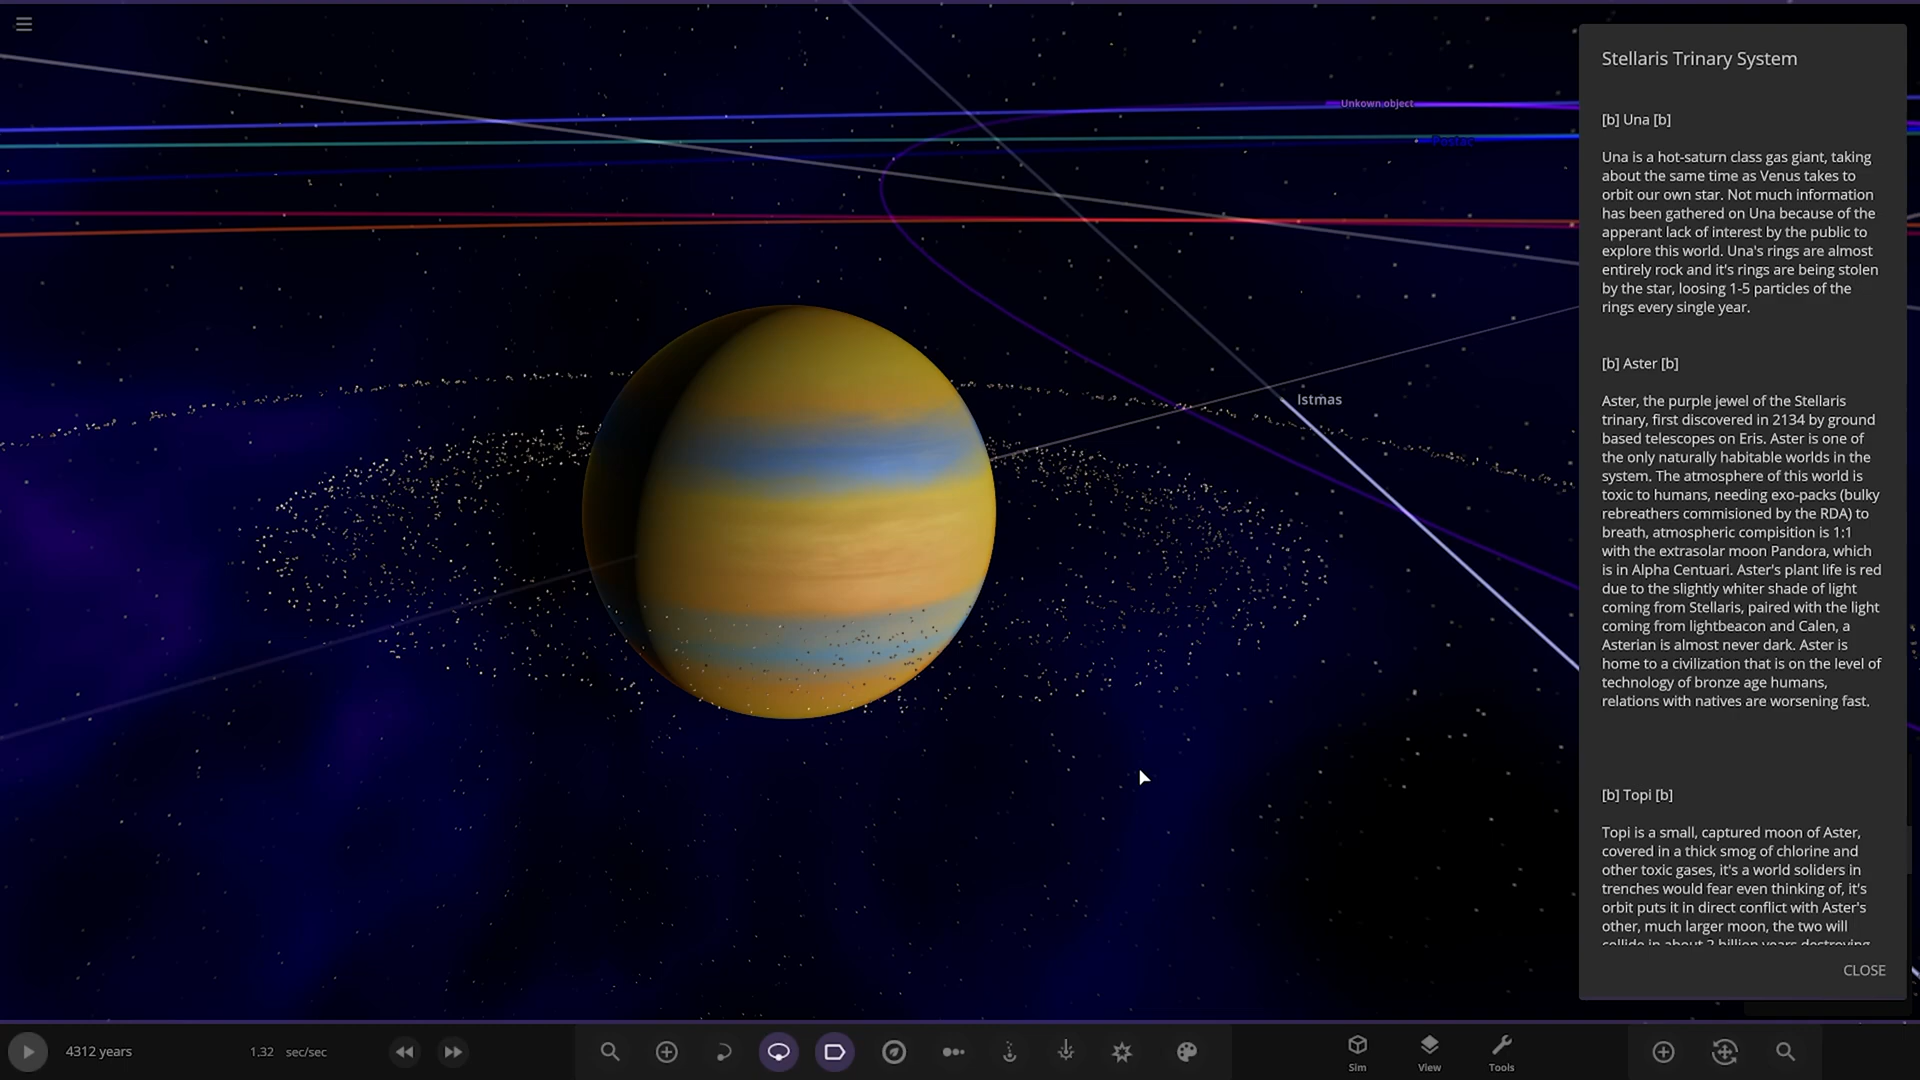 Stellaris Trinary System
Unkown object
Postac
[b] Una [b]
Una is a hot-saturn class gas giant, taking
about the same time as Venus takes to
orbit our own star. Not much information
has been gathered on Una because of the
apperant lack of interest by the public to
explore this world. Una's rings are almost
entirely rock and it's rings are being stolen
by the star, loosing 1-5 particles of the
rings every single year.
[b] Aster [b]
Istmas
Aster, the purple jewel of the Stellaris
trinary, first discovered in 2134 by ground
based telescopes on Eris. Aster is one of
the only naturally habitable worlds in the
system. The atmosphere of this world is
toxic to humans, needing exo-packs (bulky
rebreathers commisioned by the RDA) to
breath, atmospheric compisition is 1:1
with the extrasolar moon Pandora, which
is in Alpha Centuari. Aster's plant life is red
due to the slightly whiter shade of light
coming from Stellaris, paired with the light
coming from lightbeacon and Calen, a
Asterian is almost never dark. Aster is
home to a civilization that is on the level of
technology of bronze age humans,
relations with natives are worsening fast.
[b] Topi [b]
Topi is a small, captured moon of Aster,
covered in a thick smog of chlorine and
other toxic gases, it's a world soliders in
trenches would fear even thinking of, it's
orbit puts it in direct conflict with Aster's
other, much larger moon, the two will
collide in about 2 billion years destroying
CLOSE
4312 years
1.32 sec/sec
Sim
View
Tools